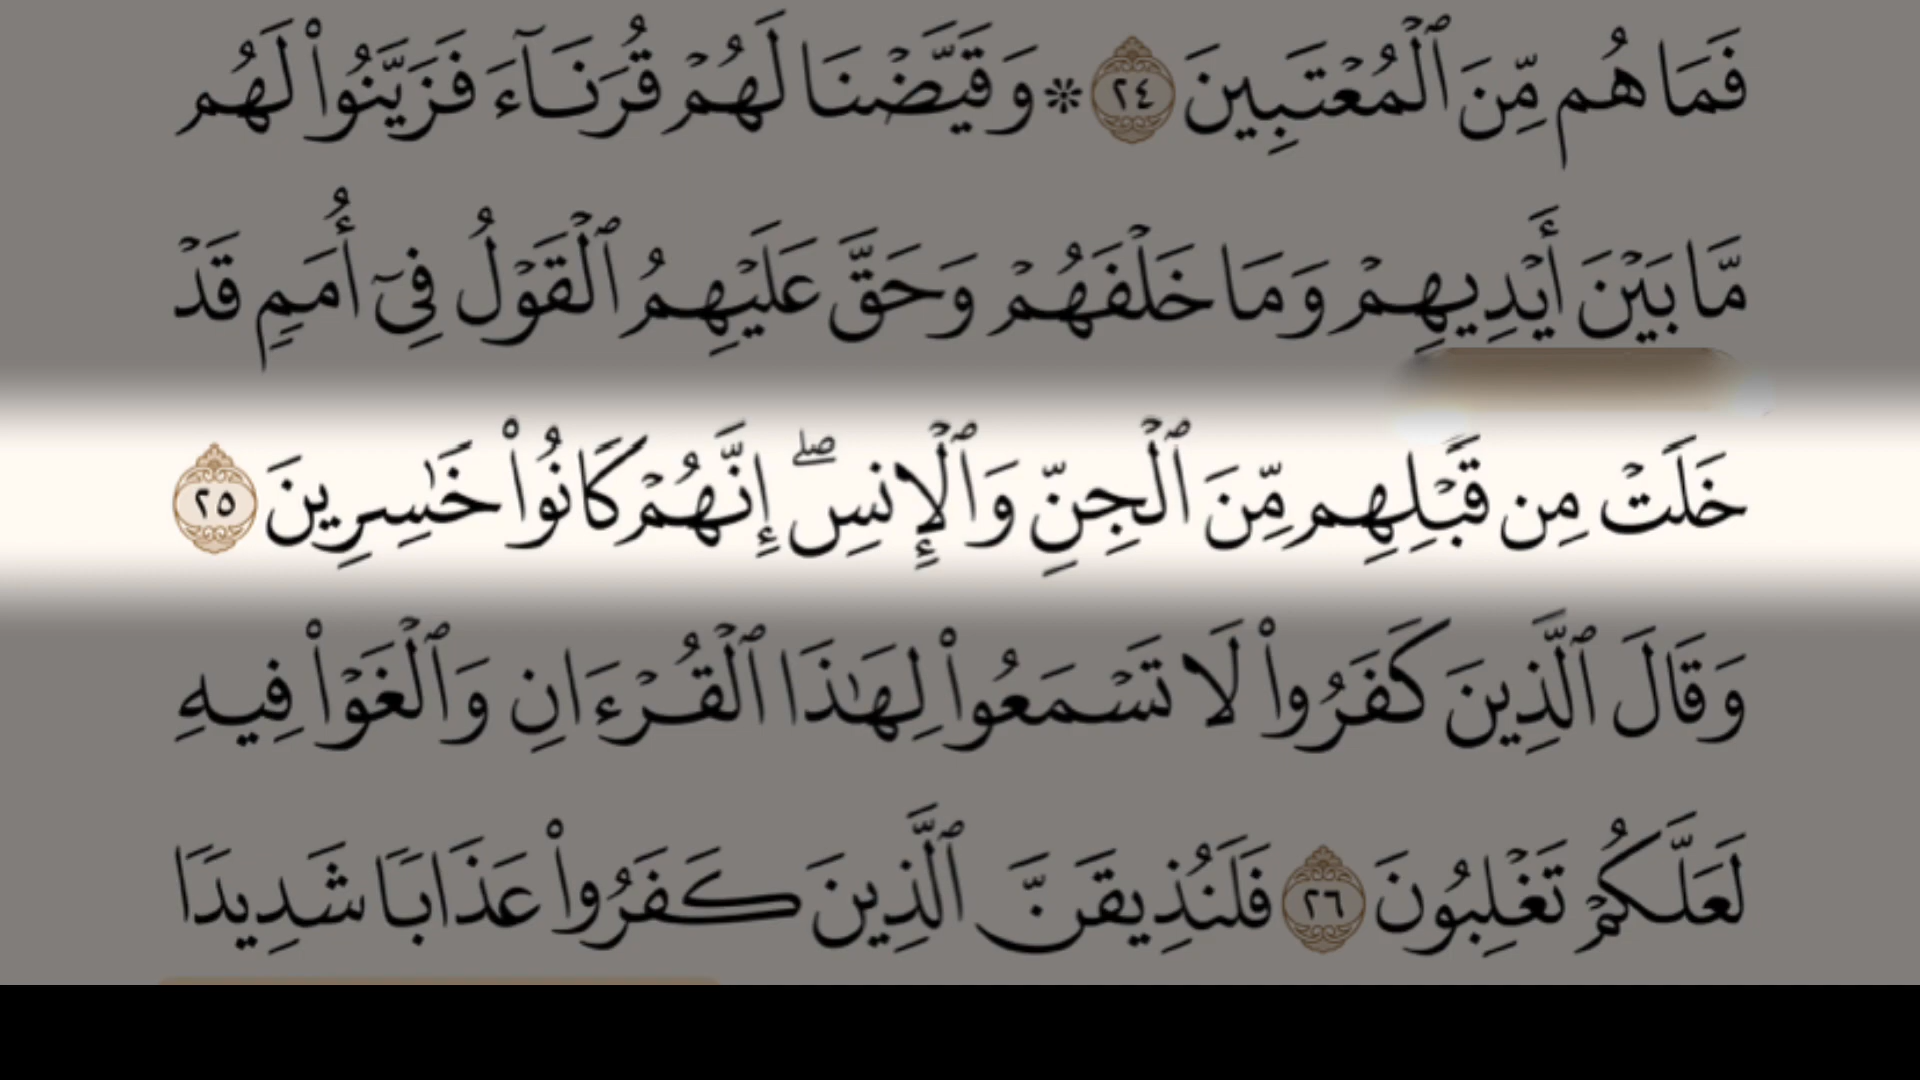 فَمَا هُم مِّنَ ٱلْمُعْتَبِينَ ٢٤ ۞ وَقَيَّضْنَا لَهُمْ قُرَنَآءَ فَزَيَّنُوا۟ لَهُم
مَّا بَيْنَ أَيْدِيهِمْ وَمَا خَلْفَهُمْ وَحَقَّ عَلَيْهِمُ ٱلْقَوْلُ فِىٓ أُمَمٍ قَدْ
خَلَتْ مِن قَبْلِهِم مِّنَ ٱلْجِنِّ وَٱلْإِنسِ ۖ إِنَّهُمْ كَانُوا۟ خَـٰسِرِينَ ٢٥
وَقَالَ ٱلَّذِينَ كَفَرُوا۟ لَا تَسْمَعُوا۟ لِهَـٰذَا ٱلْقُرْءَانِ وَٱلْغَوْا۟ فِيهِ
لَعَلَّكُمْ تَغْلِبُونَ ٢٦ فَلَنُذِيقَنَّ ٱلَّذِينَ كَفَرُوا۟ عَذَابًا شَدِيدًا